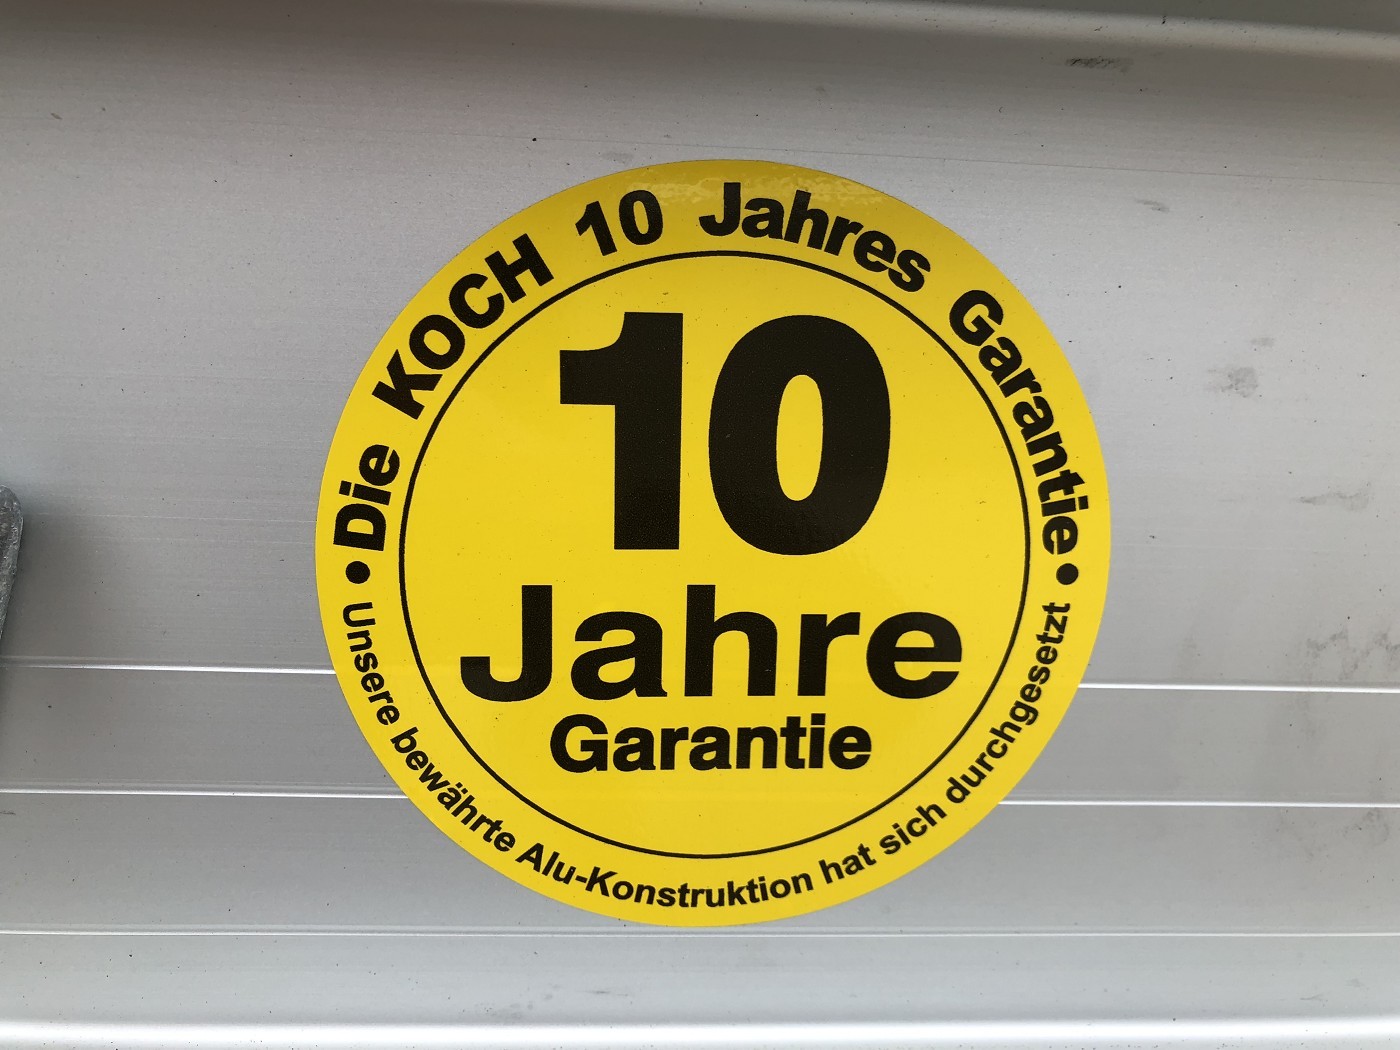 • Die KOCH 10 Jahres Garantie •
10
Jahre
Garantie
Unsere bewährte Alu-Konstruktion hat sich durchgesetzt